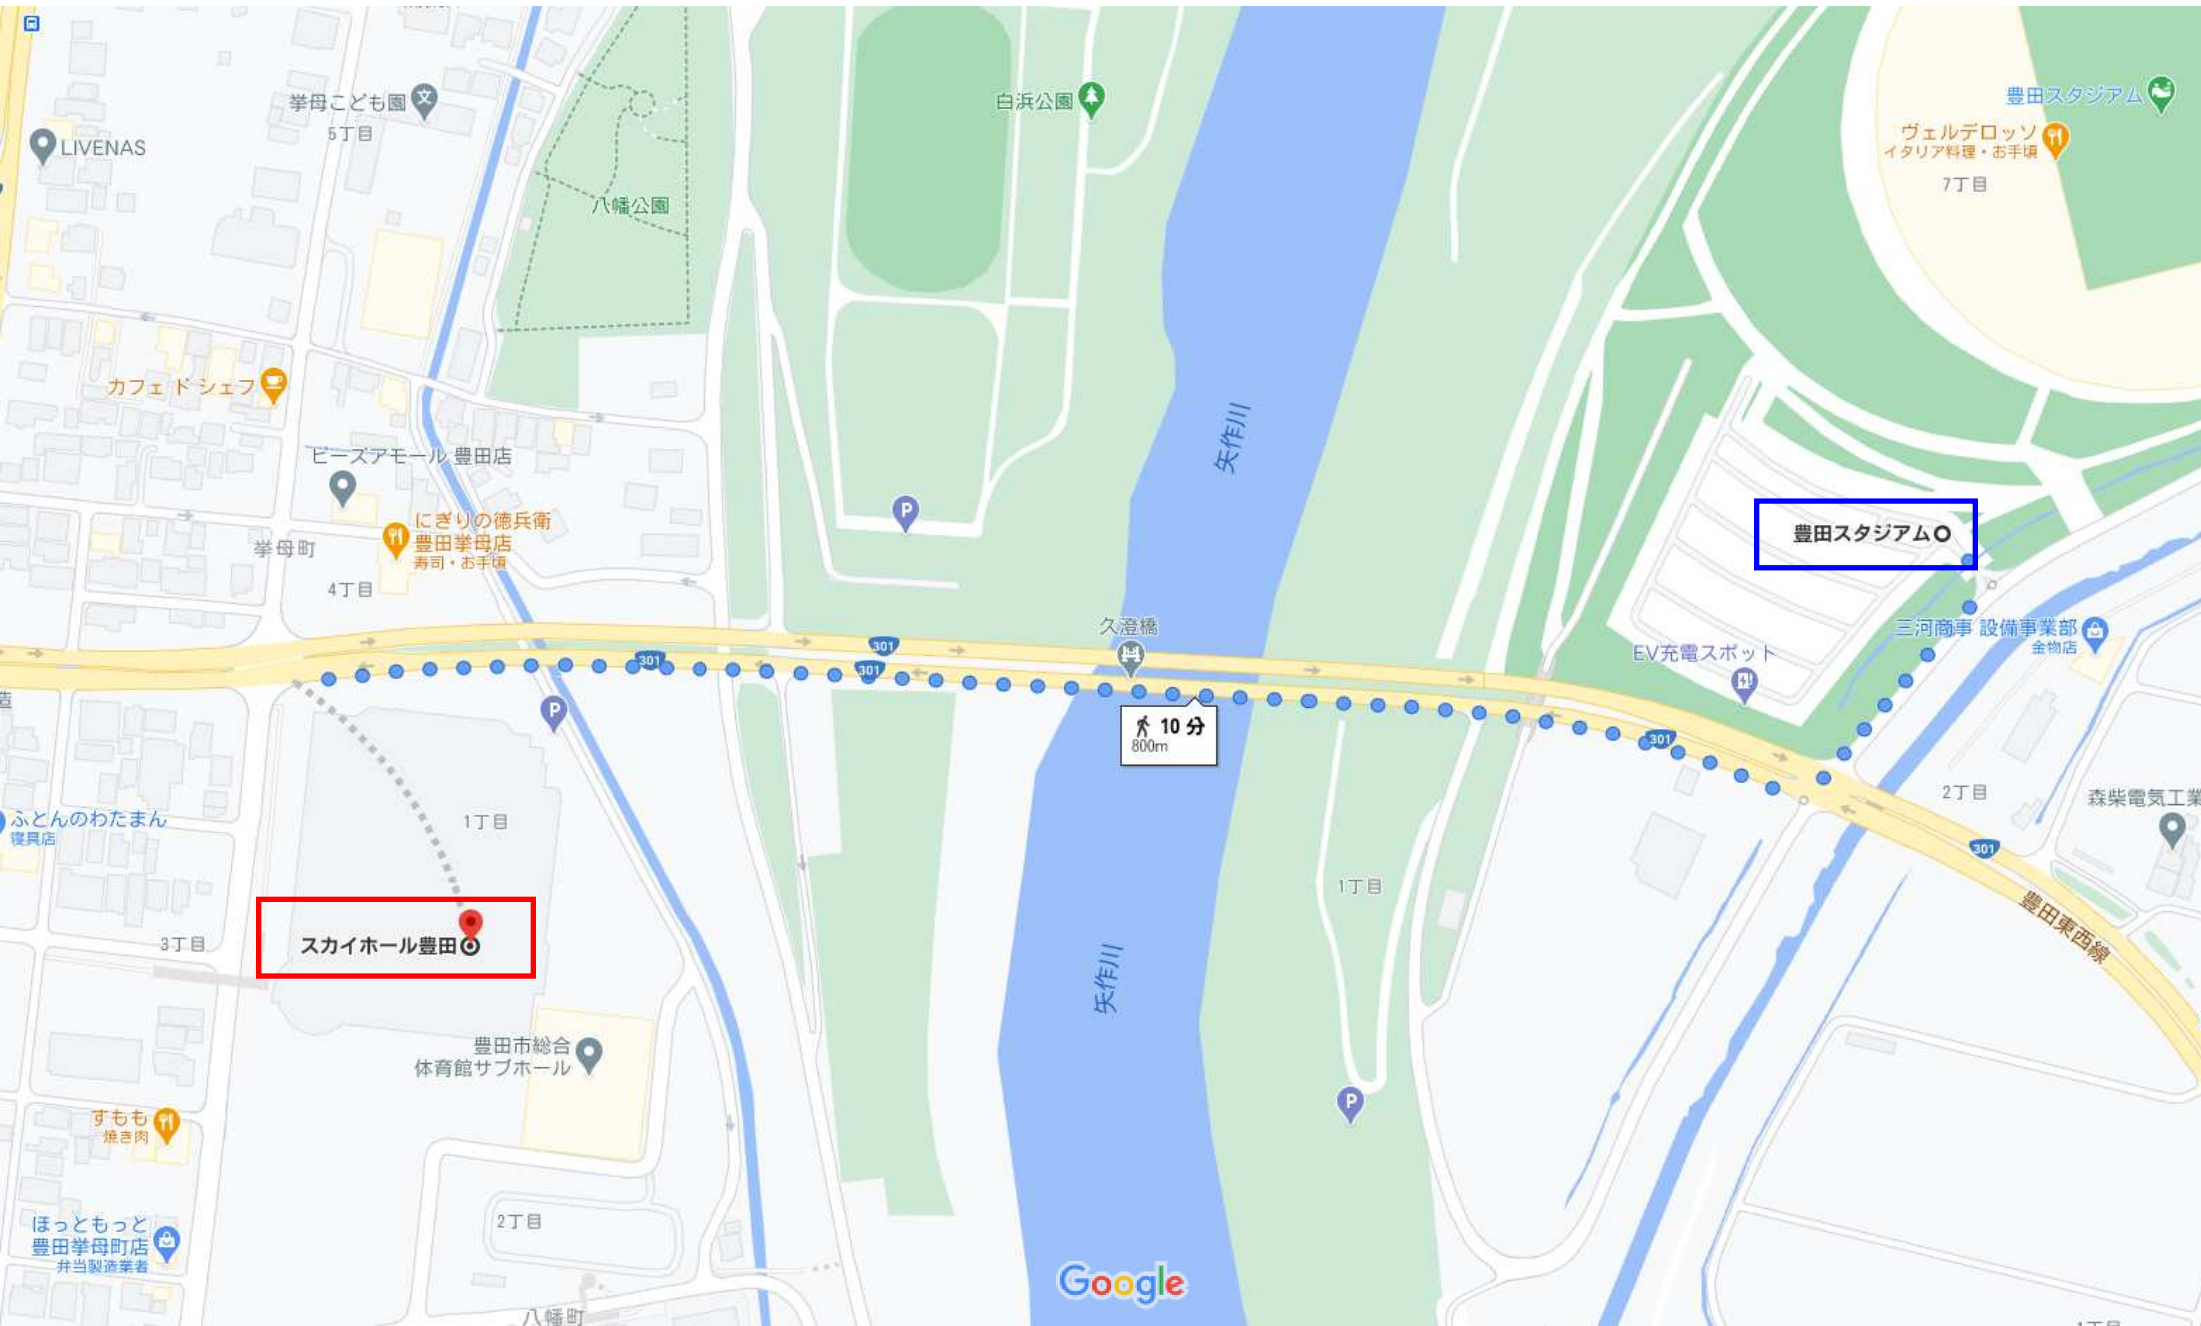 挙母こども園
5丁目
LIVENAS
八幡公園
白浜公園
豊田スタジアム
ヴェルデロッソ
イタリア料理・お手頃
7丁目
カフェ ド シェフ
ビーズアモール 豊田店
にぎりの徳兵衛
豊田挙母店
寿司・お手頃
挙母町
4丁目
P
矢作川
豊田スタジアム
久澄橋
三河商事 設備事業部
金物店
EV充電スポット
301
301
301
301
P
10 分
800m
造
ふとんのわたまん
寝具店
1丁目
2丁目
森柴電気工業
301
豊田東西線
1丁目
3丁目
スカイホール豊田
矢作川
豊田市総合
体育館サブホール
すもも
焼き肉
P
ほっともっと
豊田挙母町店
弁当製造業者
2丁目
Google
八幡町